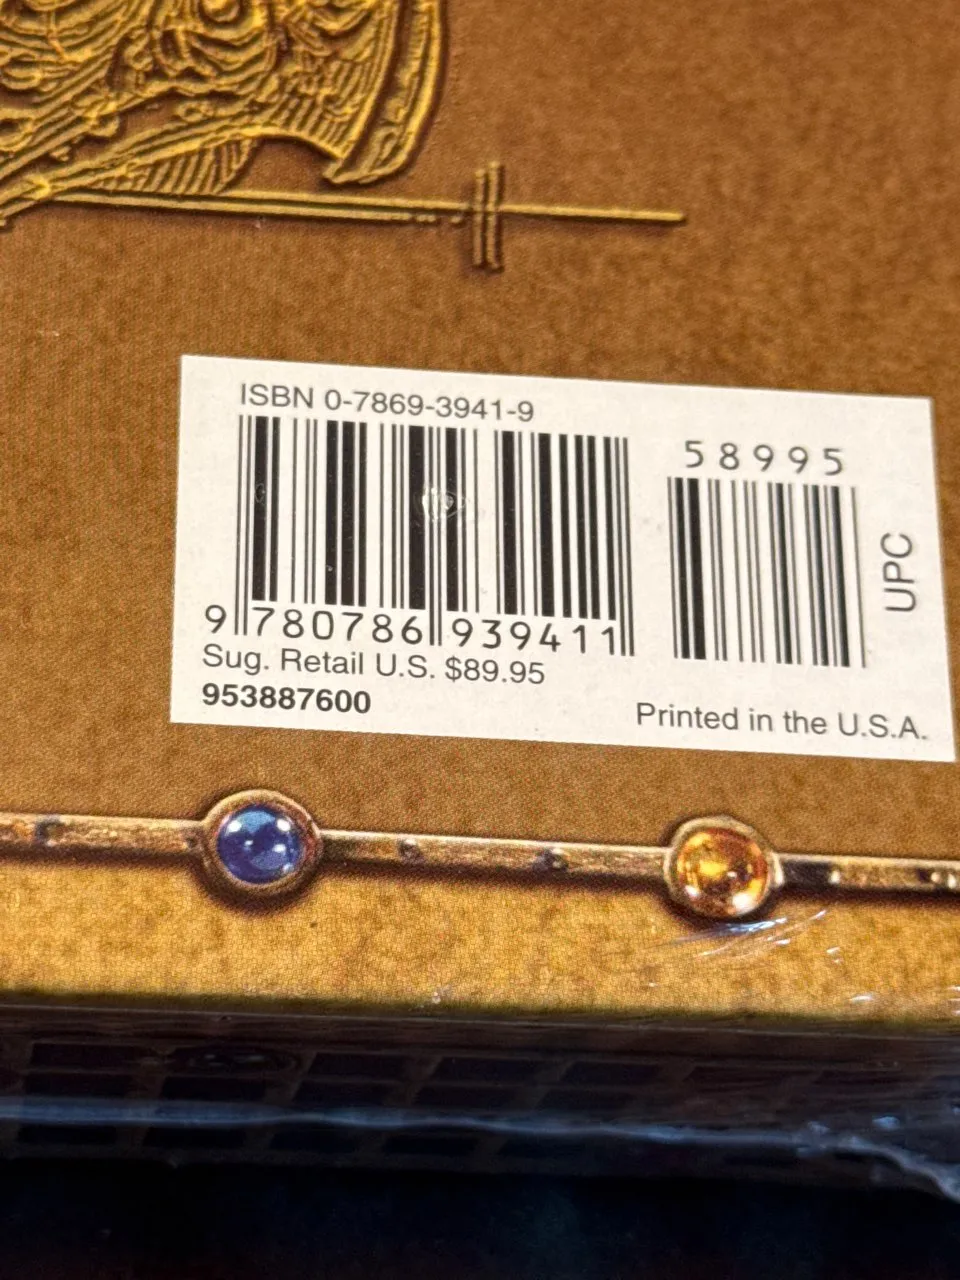 ISBN 0-7869-3941-9
58995
9 780786 939411
UPC
Sug. Retail U.S. $89.95
953887600
Printed in the U.S.A.